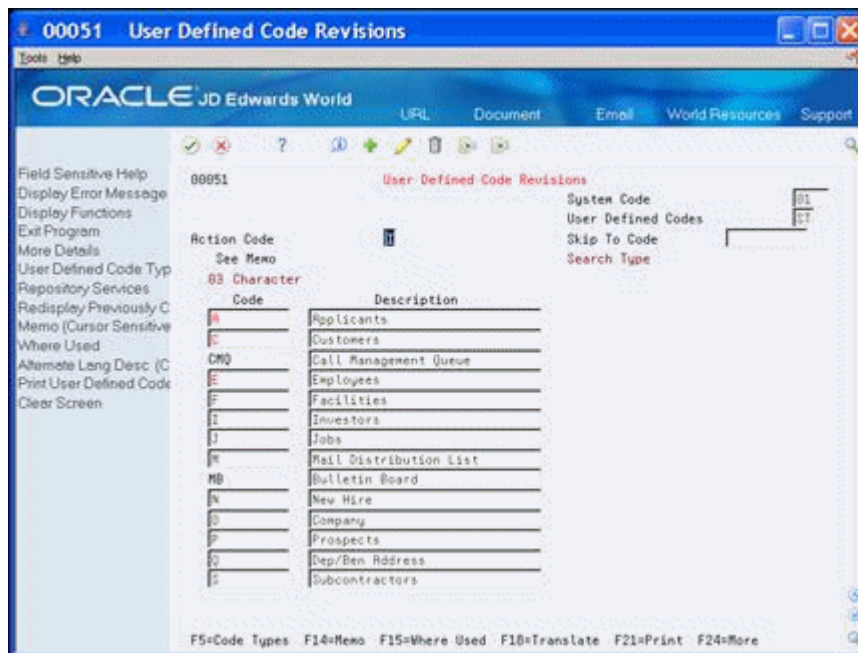 00051 User Defined Code Revisions
Tools Help
ORACLE JD Edwards World
URL Document Email World Resources Support
?
Field Sensitive Help
Display Error Message
Display Functions
Exit Program
More Details
User Defined Code Typ
Repository Services
Redisplay Previously C
Memo (Cursor Sensitive
Where Used
Alternate Lang Desc (C
Print User Defined Code
Clear Screen
00051 User Defined Code Revisions
System Code 01
User Defined Codes ST
Action Code I Skip To Code
See Memo Search Type
03 Character
Code Description
A Applicants
C Customers
CMQ Call Management Queue
E Employees
F Facilities
I Investors
J Jobs
M Mail Distribution List
MB Bulletin Board
N New Hire
O Company
P Prospects
Q Dep/Ben Address
S Subcontractors
F5=Code Types F14=Memo F15=Where Used F18=Translate F21=Print F24=More